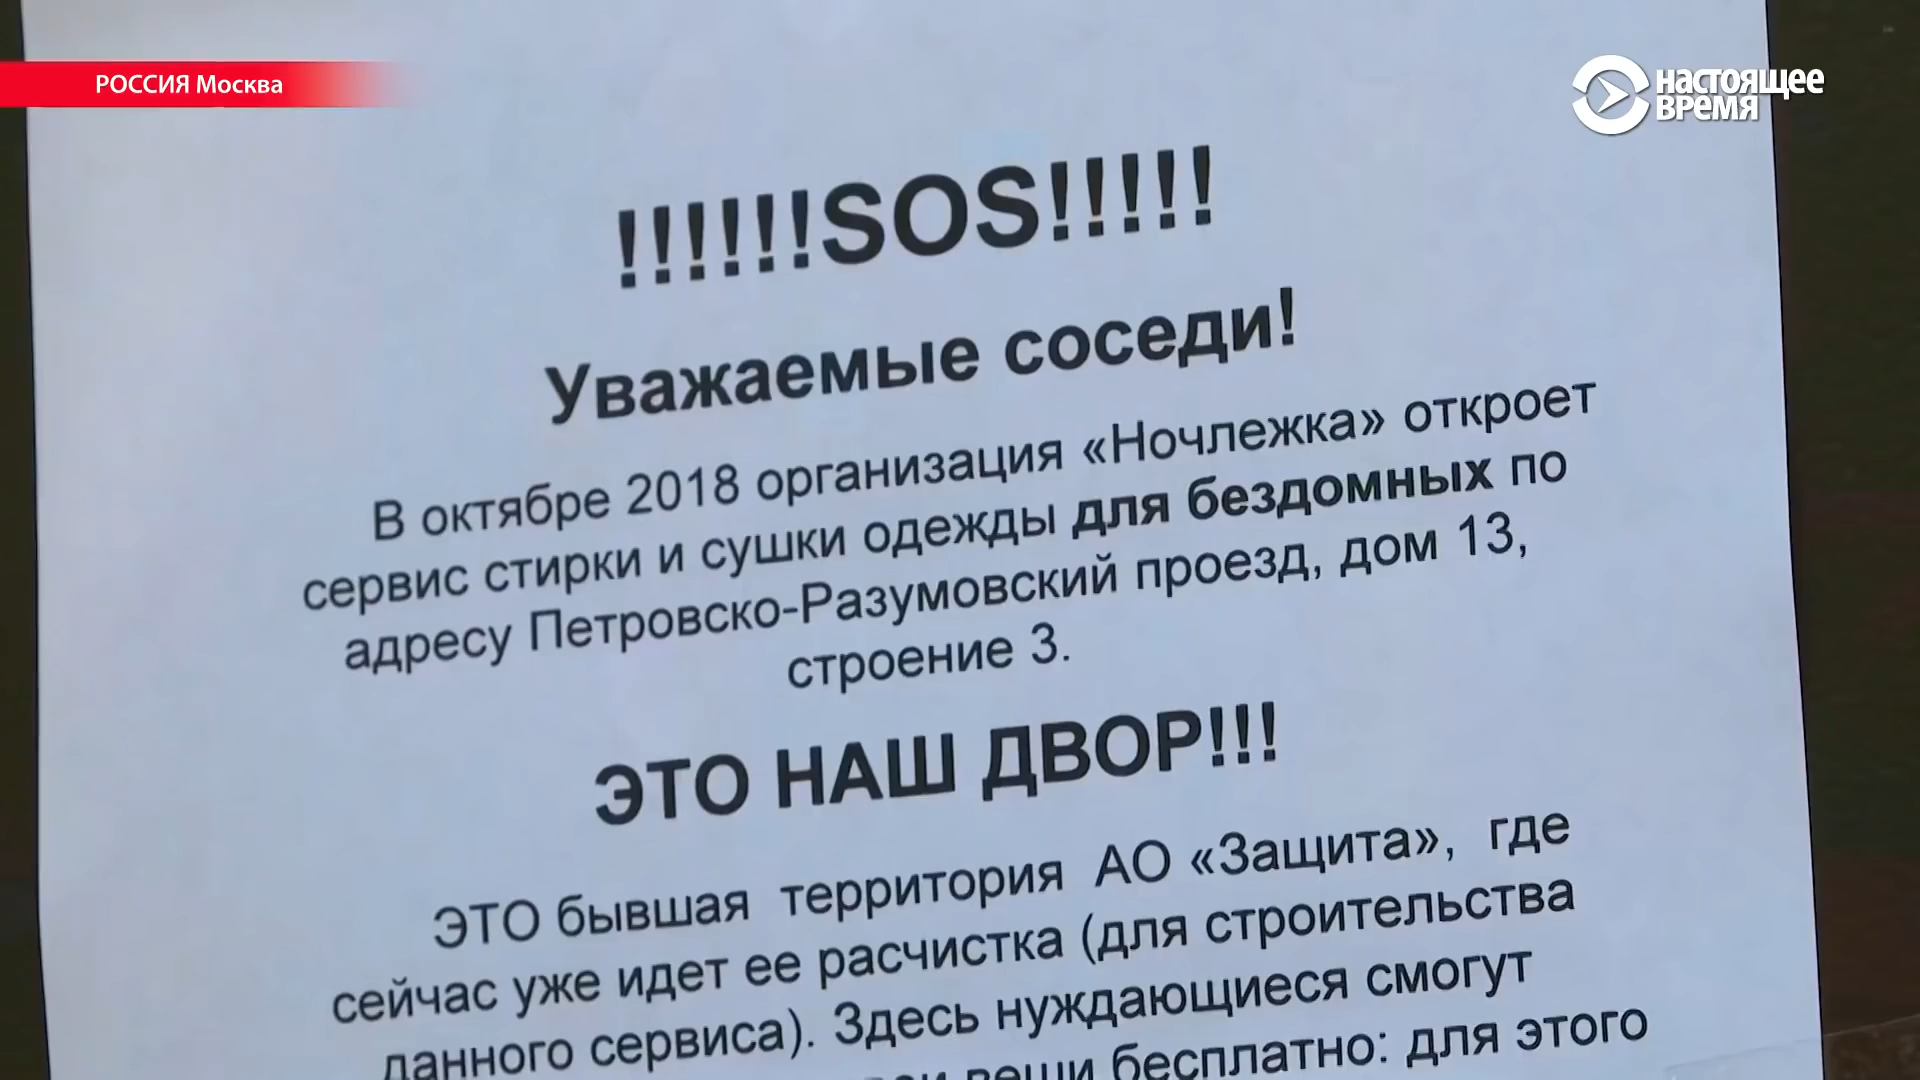 РОССИЯ Москва
НАСТОЯЩЕЕ
ВРЕМЯ
!!!!!!SOS!!!!!
Уважаемые соседи!
В октябре 2018 организация «Ночлежка» откроет
сервис стирки и сушки одежды для бездомных по
адресу Петровско-Разумовский проезд, дом 13,
строение 3.
ЭТО НАШ ДВОР!!!
ЭТО бывшая территория АО «Защита», где
сейчас уже идет ее расчистка (для строительства
данного сервиса). Здесь нуждающиеся смогут
вещи бесплатно: для этого